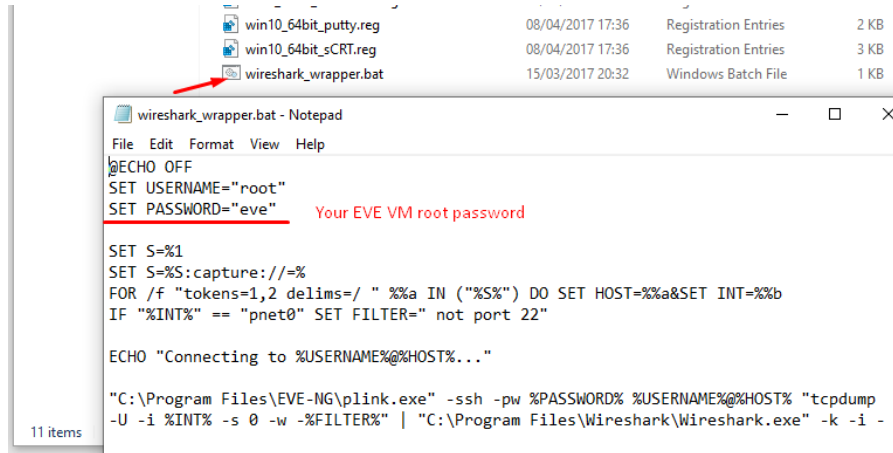 win10_64bit_putty.reg 08/04/2017 17:36 Registration Entries 2 KB
win10_64bit_sCRT.reg 08/04/2017 17:36 Registration Entries 3 KB
wireshark_wrapper.bat 15/03/2017 20:32 Windows Batch File 1 KB
wireshark_wrapper.bat - Notepad
File Edit Format View Help
@ECHO OFF
SET USERNAME="root"
SET PASSWORD="eve" Your EVE VM root password
SET S=%1
SET S=%S:capture://=%
FOR /f "tokens=1,2 delims=/ " %%a IN ("%S%") DO SET HOST=%%a&SET INT=%%b
IF "%INT%" == "pnet0" SET FILTER=" not port 22"
ECHO "Connecting to %USERNAME%@%HOST%..."
"C:\Program Files\EVE-NG\plink.exe" -ssh -pw %PASSWORD% %USERNAME%@%HOST% "tcpdump
-U -i %INT% -s 0 -w -%FILTER%" | "C:\Program Files\Wireshark\Wireshark.exe" -k -i -
11 items